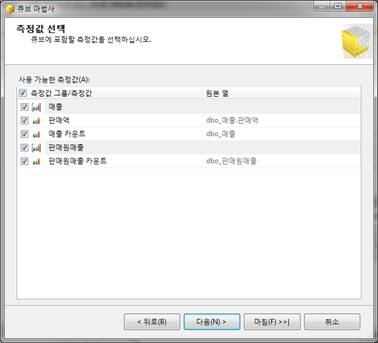 큐브 마법사
측정값 선택
큐브에 포함할 측정값을 선택하십시오.
사용 가능한 측정값(A):
측정값 그룹/측정값 원본 열
매출
판매액 dbo_매출.판매액
매출 카운트 dbo_매출
판매원매출
판매원매출 카운트 dbo_판매원매출
< 뒤로(B) 다음(N) > 마침(F) >>| 취소